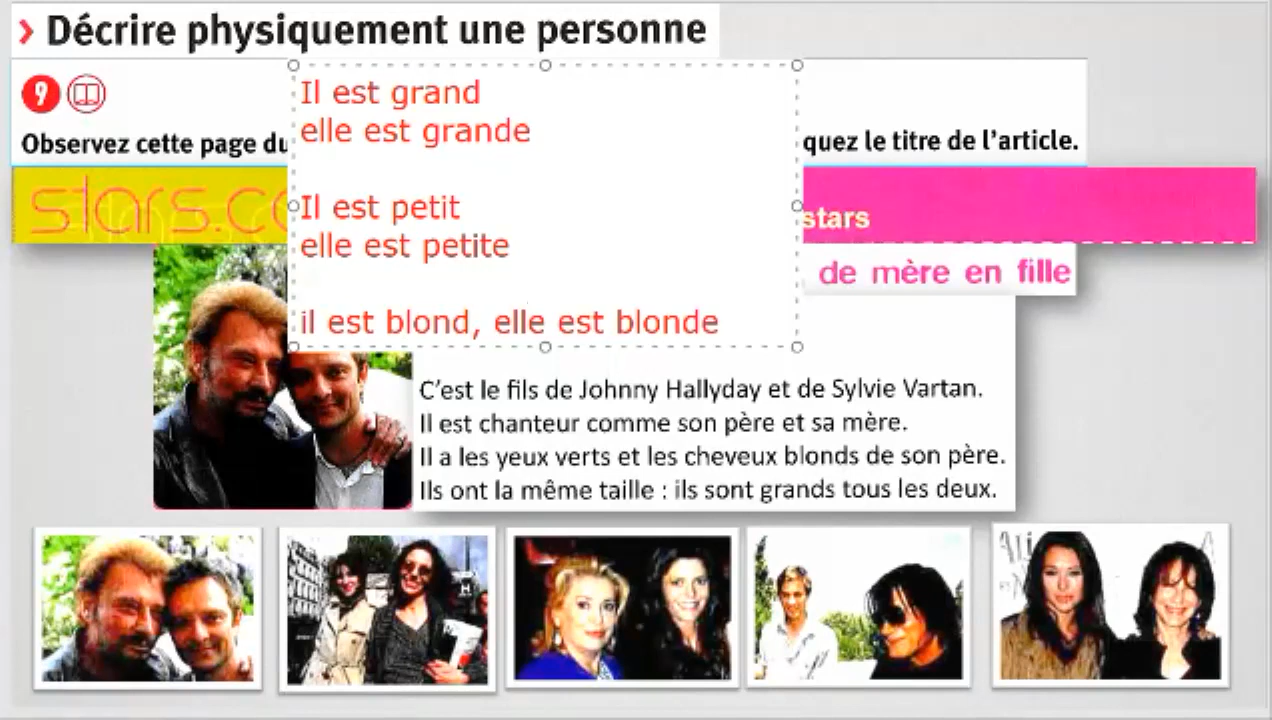 › Décrire physiquement une personne
9
Il est grand
elle est grande
Observez cette page du
quez le titre de l'article.
Il est petit
elle est petite
stars.co
stars
de mère en fille
il est blond, elle est blonde
C'est le fils de Johnny Hallyday et de Sylvie Vartan.
Il est chanteur comme son père et sa mère.
Il a les yeux verts et les cheveux blonds de son père.
Ils ont la même taille : ils sont grands tous les deux.